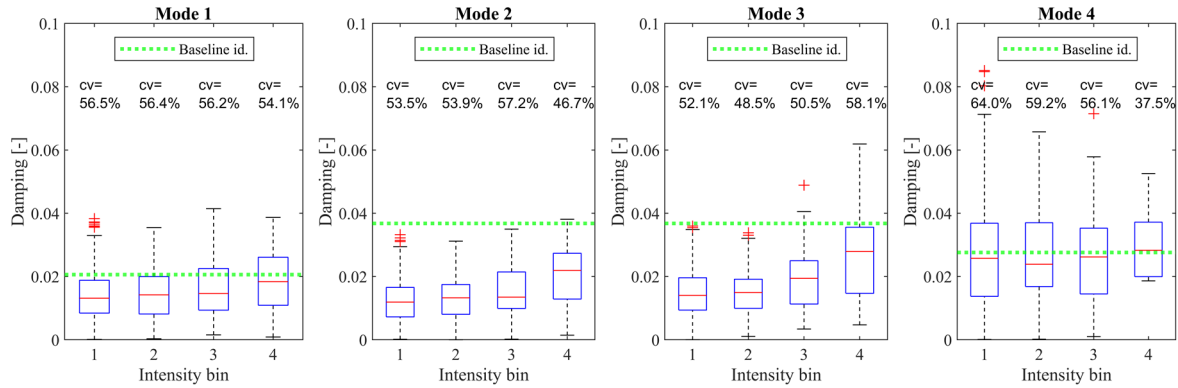 Mode 1
0.1
0.08
0.06
0.04
0.02
0
Damping [-]
Baseline id.
cv=
56.5%
cv=
56.4%
cv=
56.2%
cv=
54.1%
1 2 3 4
Intensity bin
Mode 2
0.1
0.08
0.06
0.04
0.02
0
Damping [-]
Baseline id.
cv=
53.5%
cv=
53.9%
cv=
57.2%
cv=
46.7%
1 2 3 4
Intensity bin
Mode 3
0.1
0.08
0.06
0.04
0.02
0
Damping [-]
Baseline id.
cv=
52.1%
cv=
48.5%
cv=
50.5%
cv=
58.1%
1 2 3 4
Intensity bin
Mode 4
0.1
0.08
0.06
0.04
0.02
0
Damping [-]
Baseline id.
cv=
64.0%
cv=
59.2%
cv=
56.1%
cv=
37.5%
1 2 3 4
Intensity bin